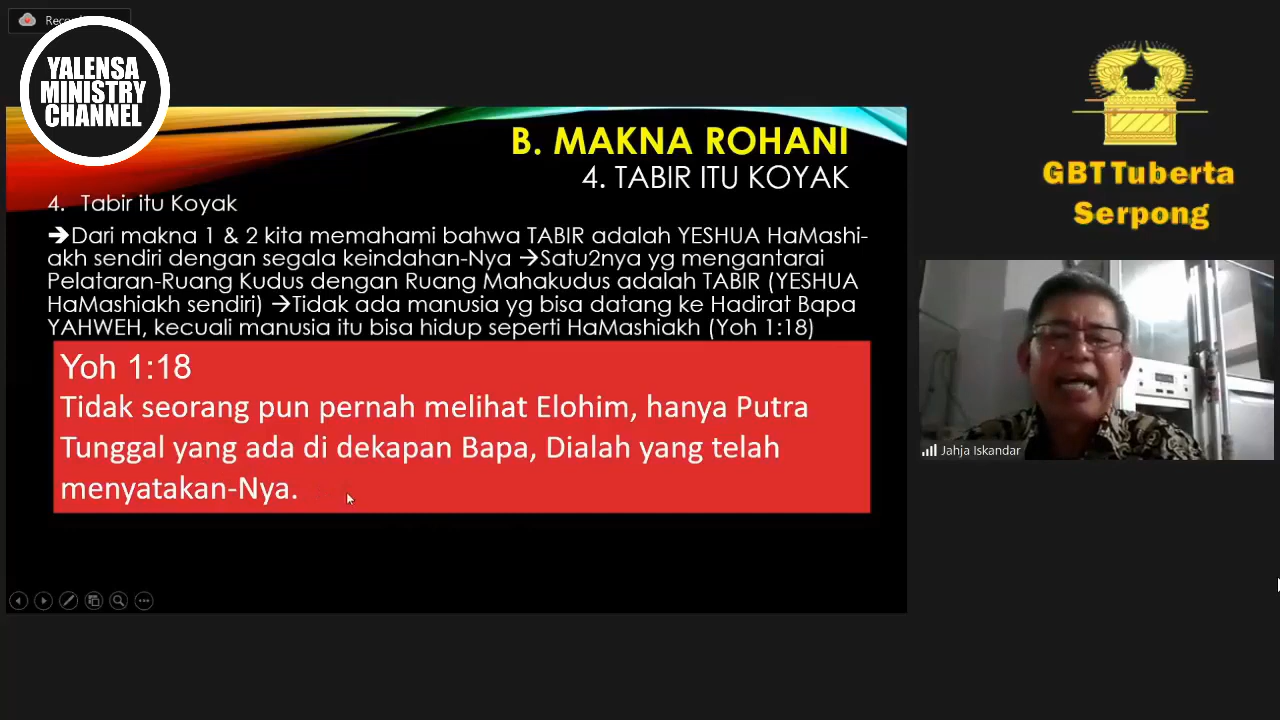 Rec
YALENSA
MINISTRY
CHANNEL
B. MAKNA ROHANI
4. TABIR ITU KOYAK
4. Tabir itu Koyak
➔Dari makna 1 & 2 kita memahami bahwa TABIR adalah YESHUA HaMashi-
akh sendiri dengan segala keindahan-Nya →Satu2nya yg mengantarai
Pelataran-Ruang Kudus dengan Ruang Mahakudus adalah TABIR (YESHUA
HaMashiakh sendiri) →Tidak ada manusia yg bisa datang ke Hadirat Bapa
YAHWEH, kecuali manusia itu bisa hidup seperti HaMashiakh (Yoh 1:18)
Yoh 1:18
Tidak seorang pun pernah melihat Elohim, hanya Putra
Tunggal yang ada di dekapan Bapa, Dialah yang telah
menyatakan-Nya.
GBT Tuberta
Serpong
Jahja Iskandar